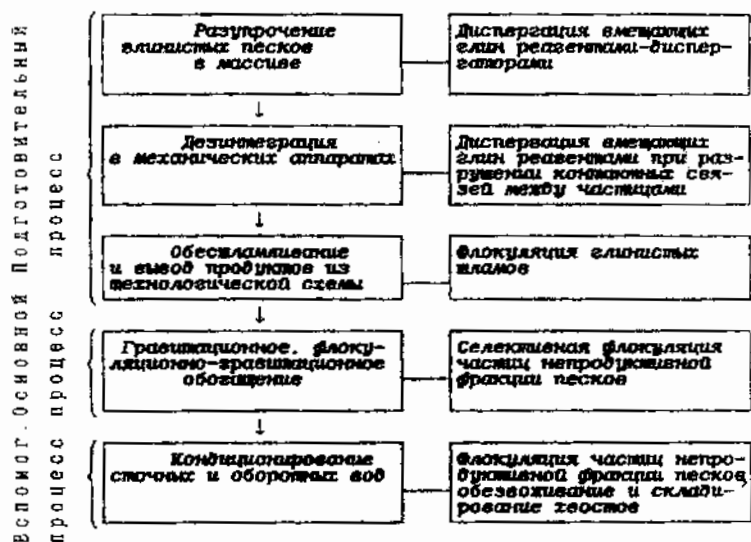 Подготовительный
процесс
Разупрочение
глинистых песков
в массиве
Диспергация вмещающих
глин реагентами-диспер-
гаторами
↓
Дезинтеграция
в механических аппаратах
Диспервация вмещающих
глин реагентами при раз-
рушении контактных свя-
зей между частицами
↓
Обесшламливание
и вывод продуктов из
технологической схемы
Флокуляция глинистых
шламов
↓
Основной
процесс
Гравитационное, флоку-
ляционно-гравитационное
обогащение
Селективная флокуляция
частиц непродуктивной
фракции песков
↓
Вспомог.
процесс
Кондиционирование
сточных и оборотных вод
Флокуляция частиц непро-
дуктивной фракции песков,
обезвоживание и складир-
ование хвостов